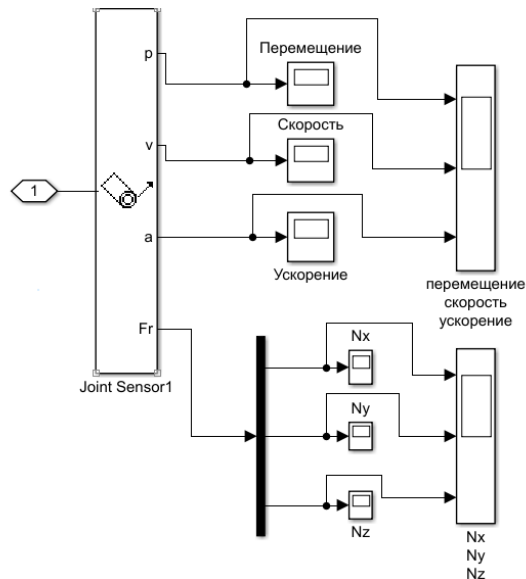 p
Перемещение
Скорость
v
1
a
Ускорение
перемещение
скорость
ускорение
Fr
Joint Sensor1
Nx
Ny
Nz
Nx
Ny
Nz